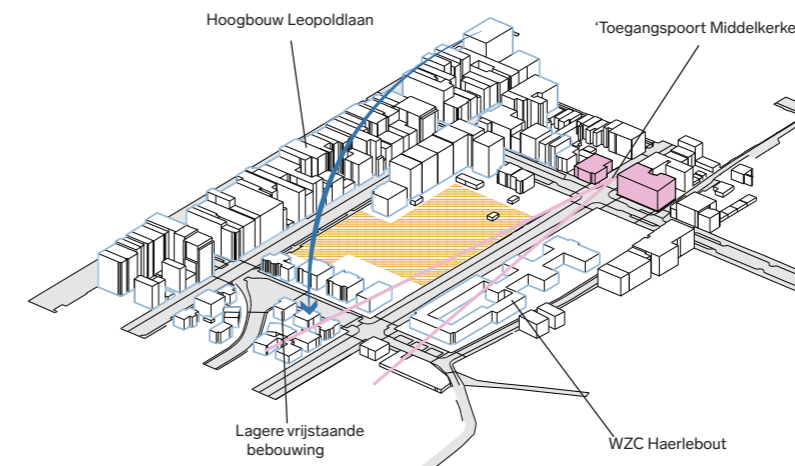 Hoogbouw Leopoldlaan
‘Toegangspoort Middelkerke
Lagere vrijstaande
bebouwing
WZC Haerlebout